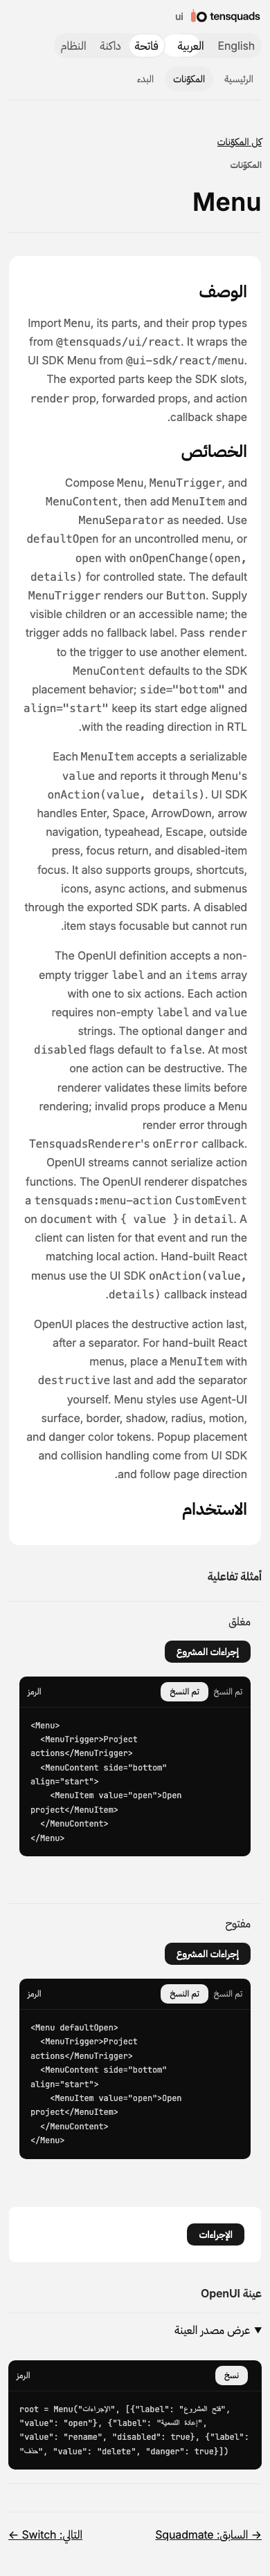 tensquads ui
English العربية فاتحة داكنة النظام
الرئيسية المكوّنات البدء
كل المكوّنات
المكوّنات
Menu
الوصف
Import Menu, its parts, and their prop types
from @tensquads/ui/react. It wraps the
UI SDK Menu from @ui-sdk/react/menu.
The exported parts keep the SDK slots,
render prop, forwarded props, and action
callback shape.
الخصائص
Compose Menu, MenuTrigger, and
MenuContent, then add MenuItem and
MenuSeparator as needed. Use
defaultOpen for an uncontrolled menu, or
open with onOpenChange(open,
details) for controlled state. The default
MenuTrigger renders our Button. Supply
visible children or an accessible name; the
trigger adds no fallback label. Pass render
to the trigger to use another element.
MenuContent defaults to the SDK
placement behavior; side="bottom" and
align="start" keep its start edge aligned
with the reading direction in RTL.
Each MenuItem accepts a serializable
value and reports it through Menu's
onAction(value, details). UI SDK
handles Enter, Space, ArrowDown, arrow
navigation, typeahead, Escape, outside
press, focus return, and disabled-item
focus. It also supports groups, shortcuts,
icons, async actions, and submenus
through the exported SDK parts. A disabled
item stays focusable but cannot run.
The OpenUI definition accepts a non-
empty trigger label and an items array
with one to six actions. Each action
requires non-empty label and value
strings. The optional danger and
disabled flags default to false. At most
one action can be destructive. The
renderer validates these limits before
rendering; invalid props produce a Menu
render error through
TensquadsRenderer's onError callback.
OpenUI streams cannot serialize action
functions. The OpenUI renderer dispatches
a tensquads:menu-action CustomEvent
on document with { value } in detail. A
client can listen for that event and run the
matching local action. Hand-built React
menus use the UI SDK onAction(value,
details) callback instead.
OpenUI places the destructive action last,
after a separator. For hand-built React
menus, place a MenuItem with
destructive last and add the separator
yourself. Menu styles use Agent-UI
surface, border, shadow, radius, motion,
and danger color tokens. Popup placement
and collision handling come from UI SDK
and follow page direction.
الاستخدام
أمثلة تفاعلية
مغلق
إجراءات المشروع
تم النسخ تم النسخ الرمز
<Menu>
<MenuTrigger>Project
actions</MenuTrigger>
<MenuContent side="bottom"
align="start">
<MenuItem value="open">Open
project</MenuItem>
</MenuContent>
</Menu>
مفتوح
إجراءات المشروع
تم النسخ تم النسخ الرمز
<Menu defaultOpen>
<MenuTrigger>Project
actions</MenuTrigger>
<MenuContent side="bottom"
align="start">
<MenuItem value="open">Open
project</MenuItem>
</MenuContent>
</Menu>
الإجراءات
عينة OpenUI
▼ عرض مصدر العينة
نسخ الرمز
root = Menu("الإجراءات", [{"label": "فتح المشروع",
"value": "open"}, {"label": "إعادة التسمية",
"value": "rename", "disabled": true}, {"label":
"حذف", "value": "delete", "danger": true}])
→ السابق: Squadmate التالي: Switch ←